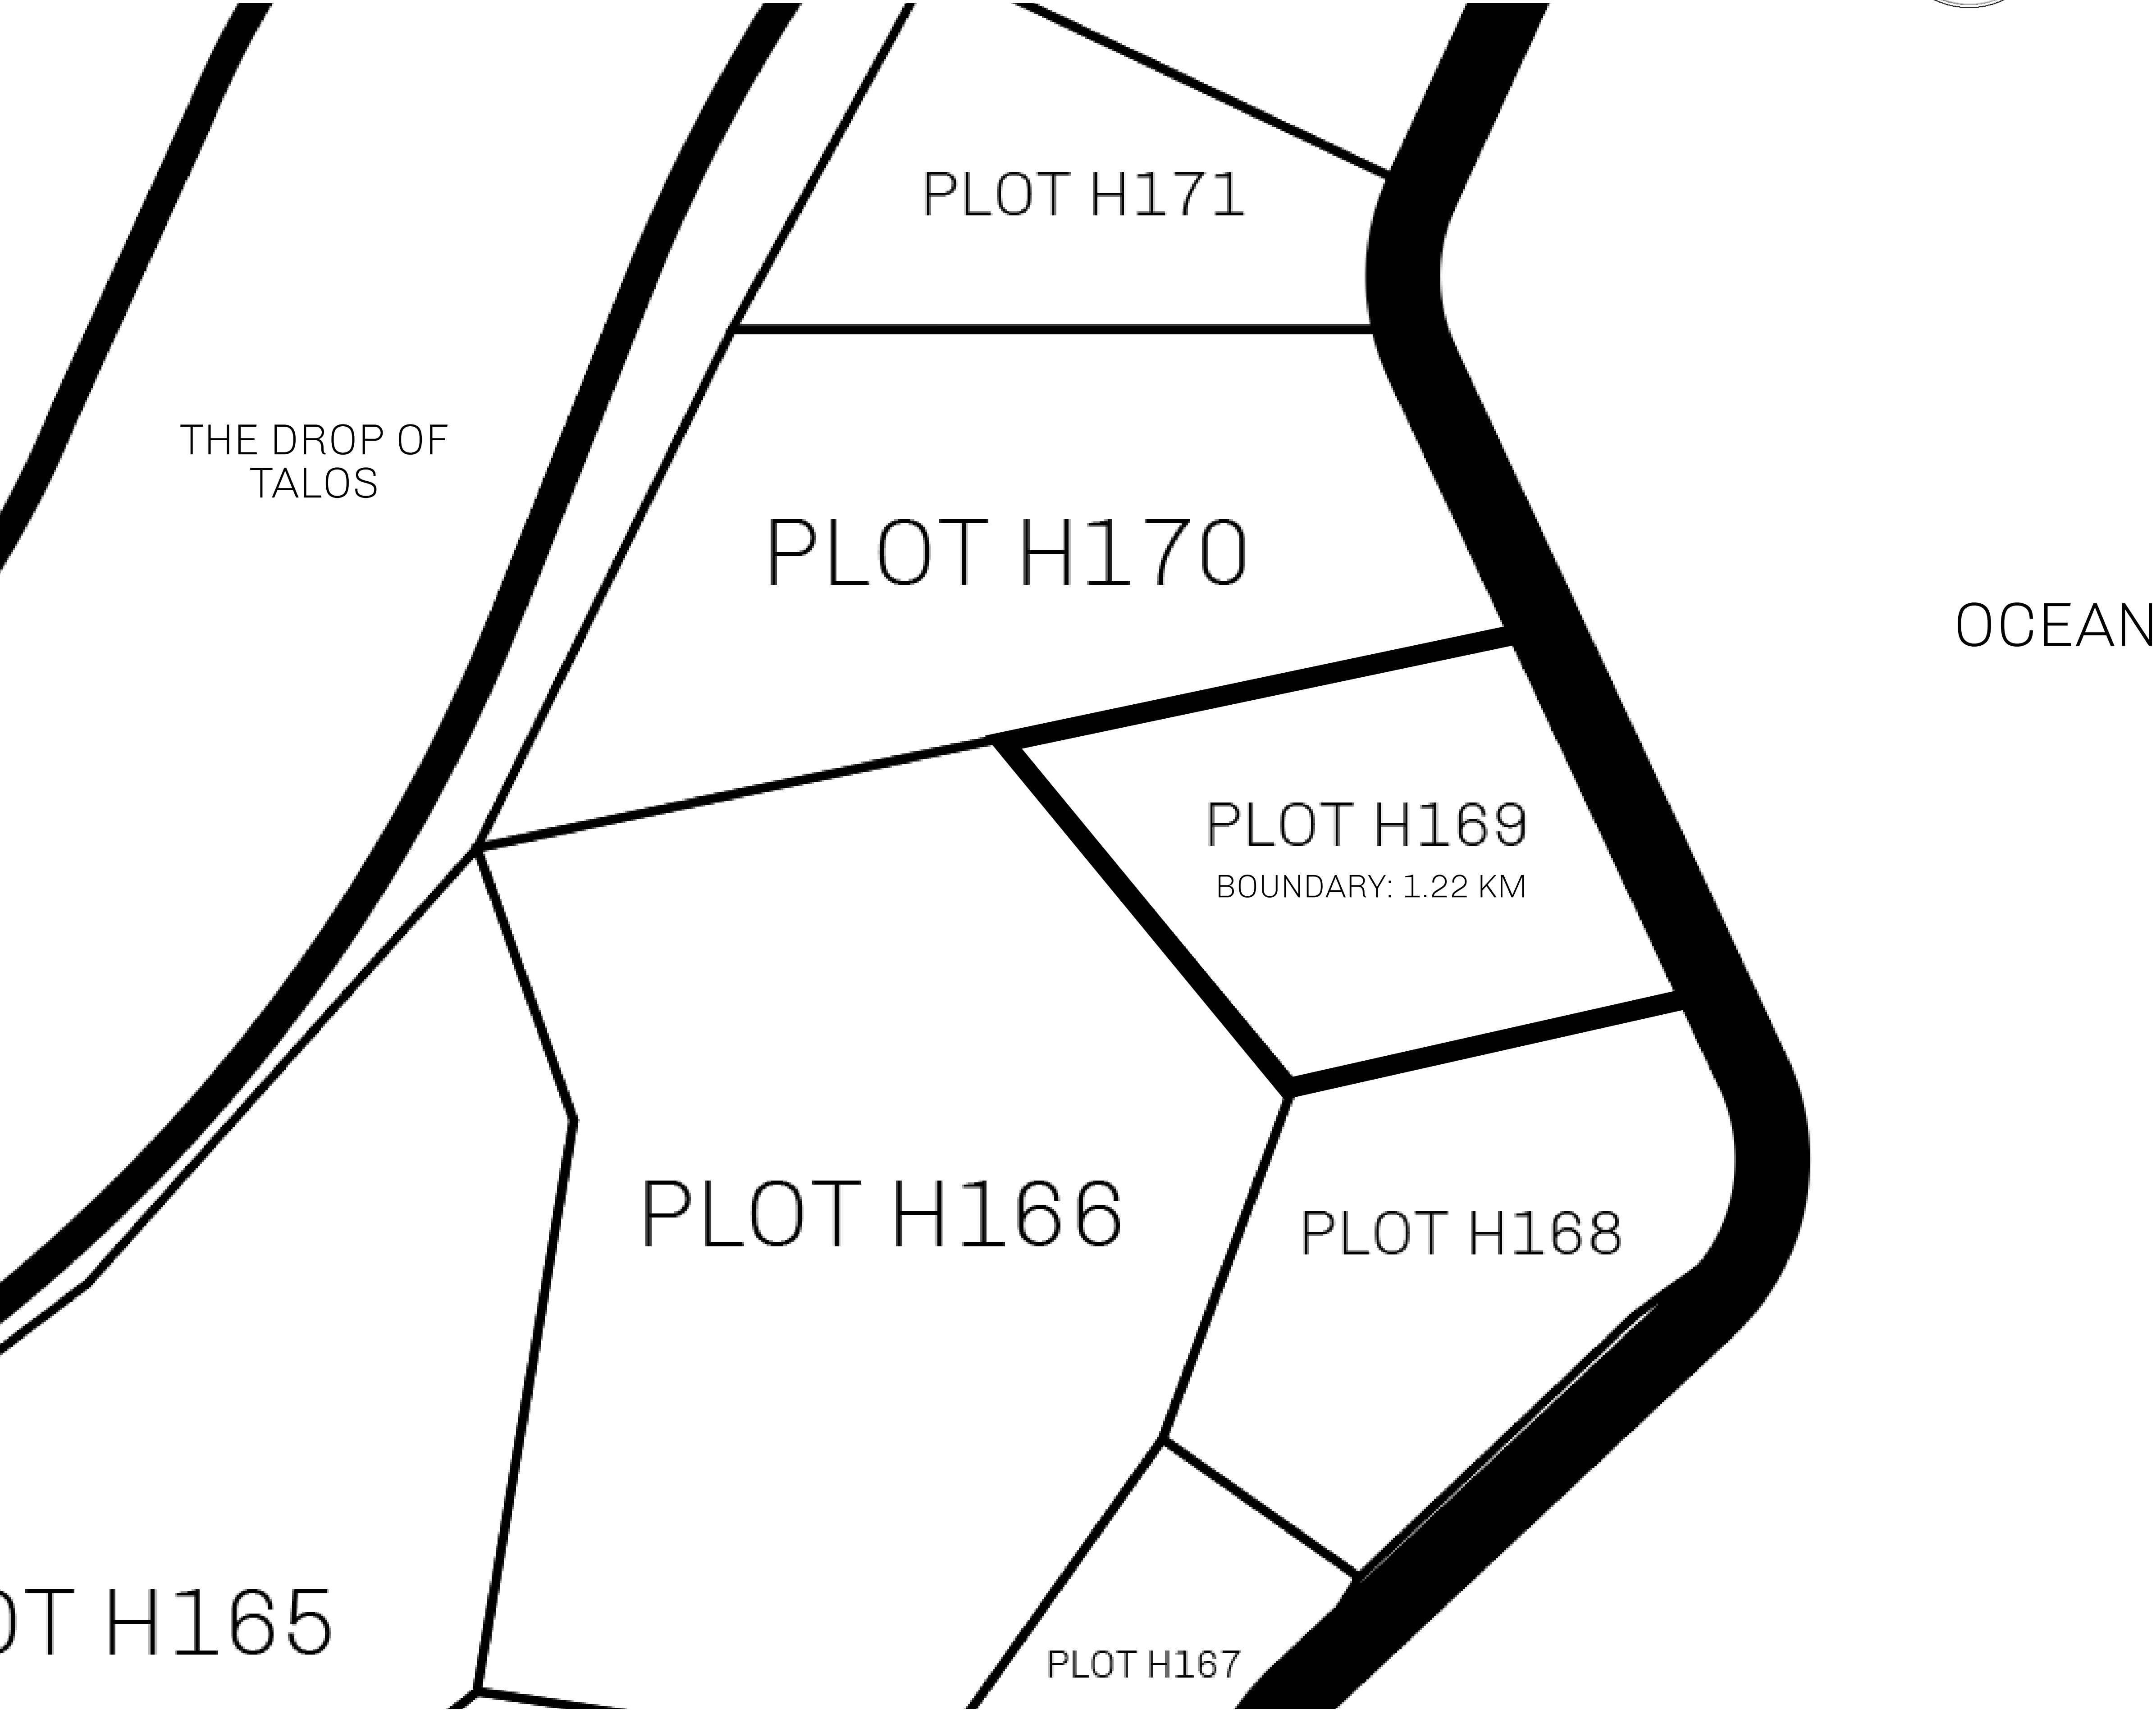 PLOT H171
THE DROP OF
TALOS
PLOT H170
OCEAN
PLOT H169
BOUNDARY: 1.22 KM
PLOT H166
PLOT H168
OT H165
PLOT H167